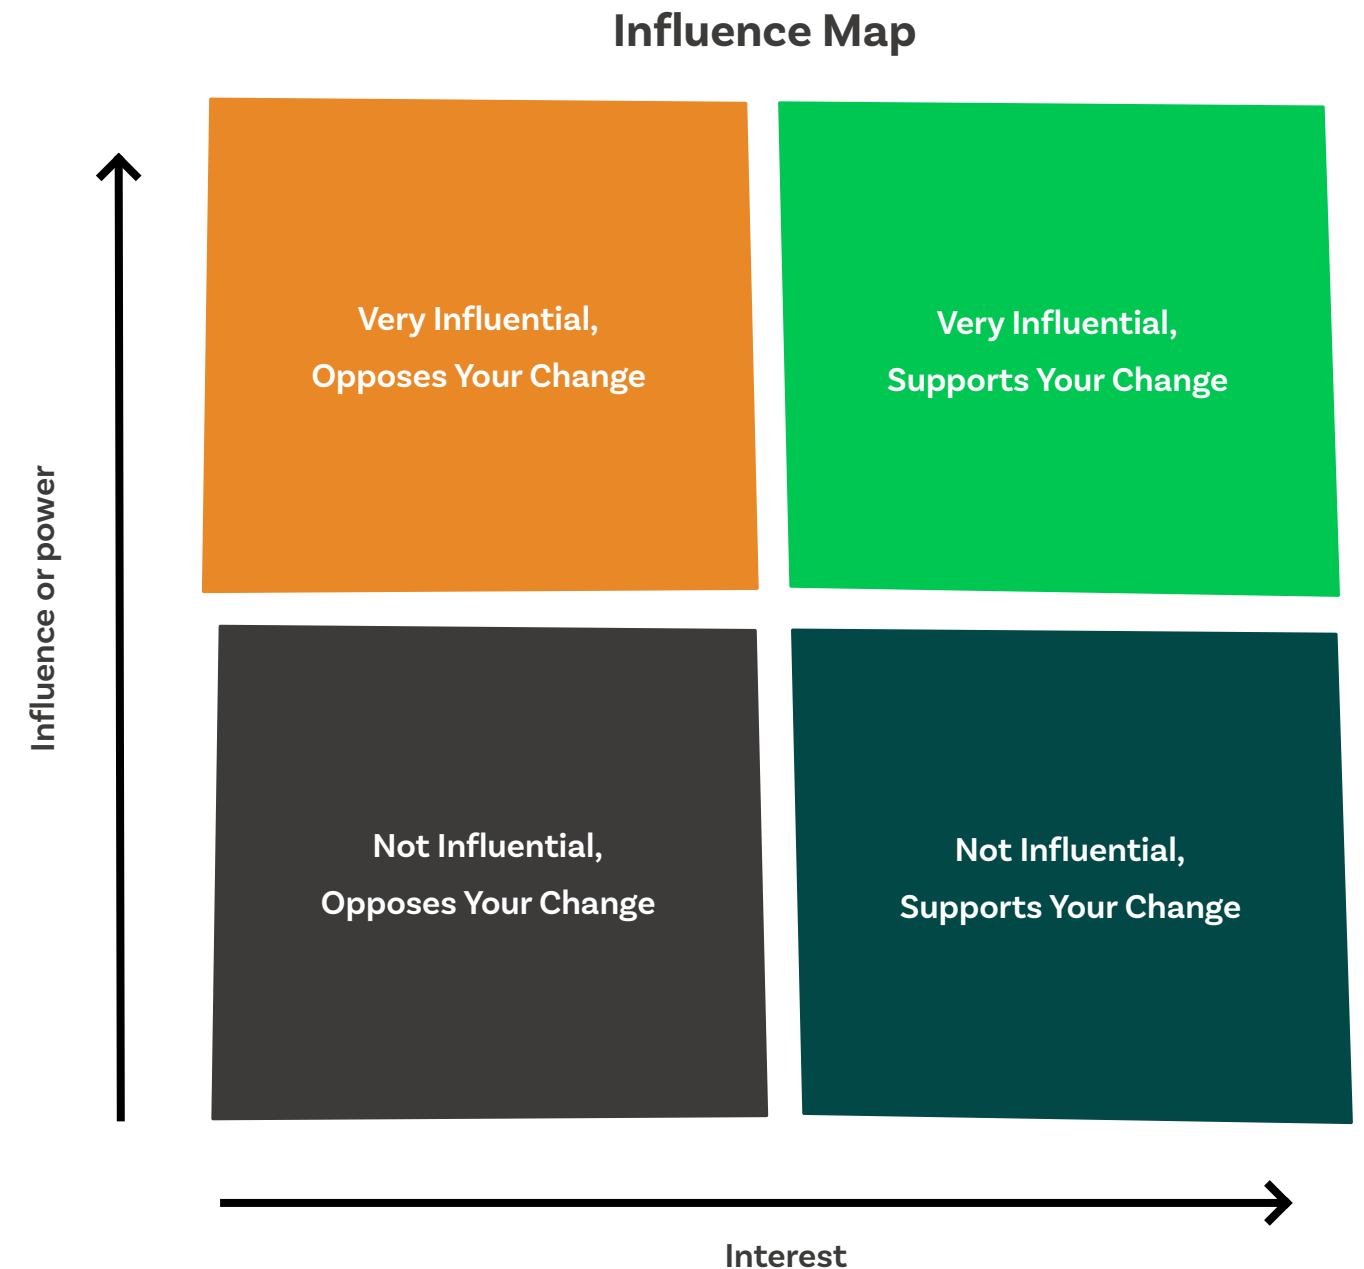 Influence Map
Very Influential,
Opposes Your Change
Very Influential,
Supports Your Change
Influence or power
Not Influential,
Opposes Your Change
Not Influential,
Supports Your Change
Interest